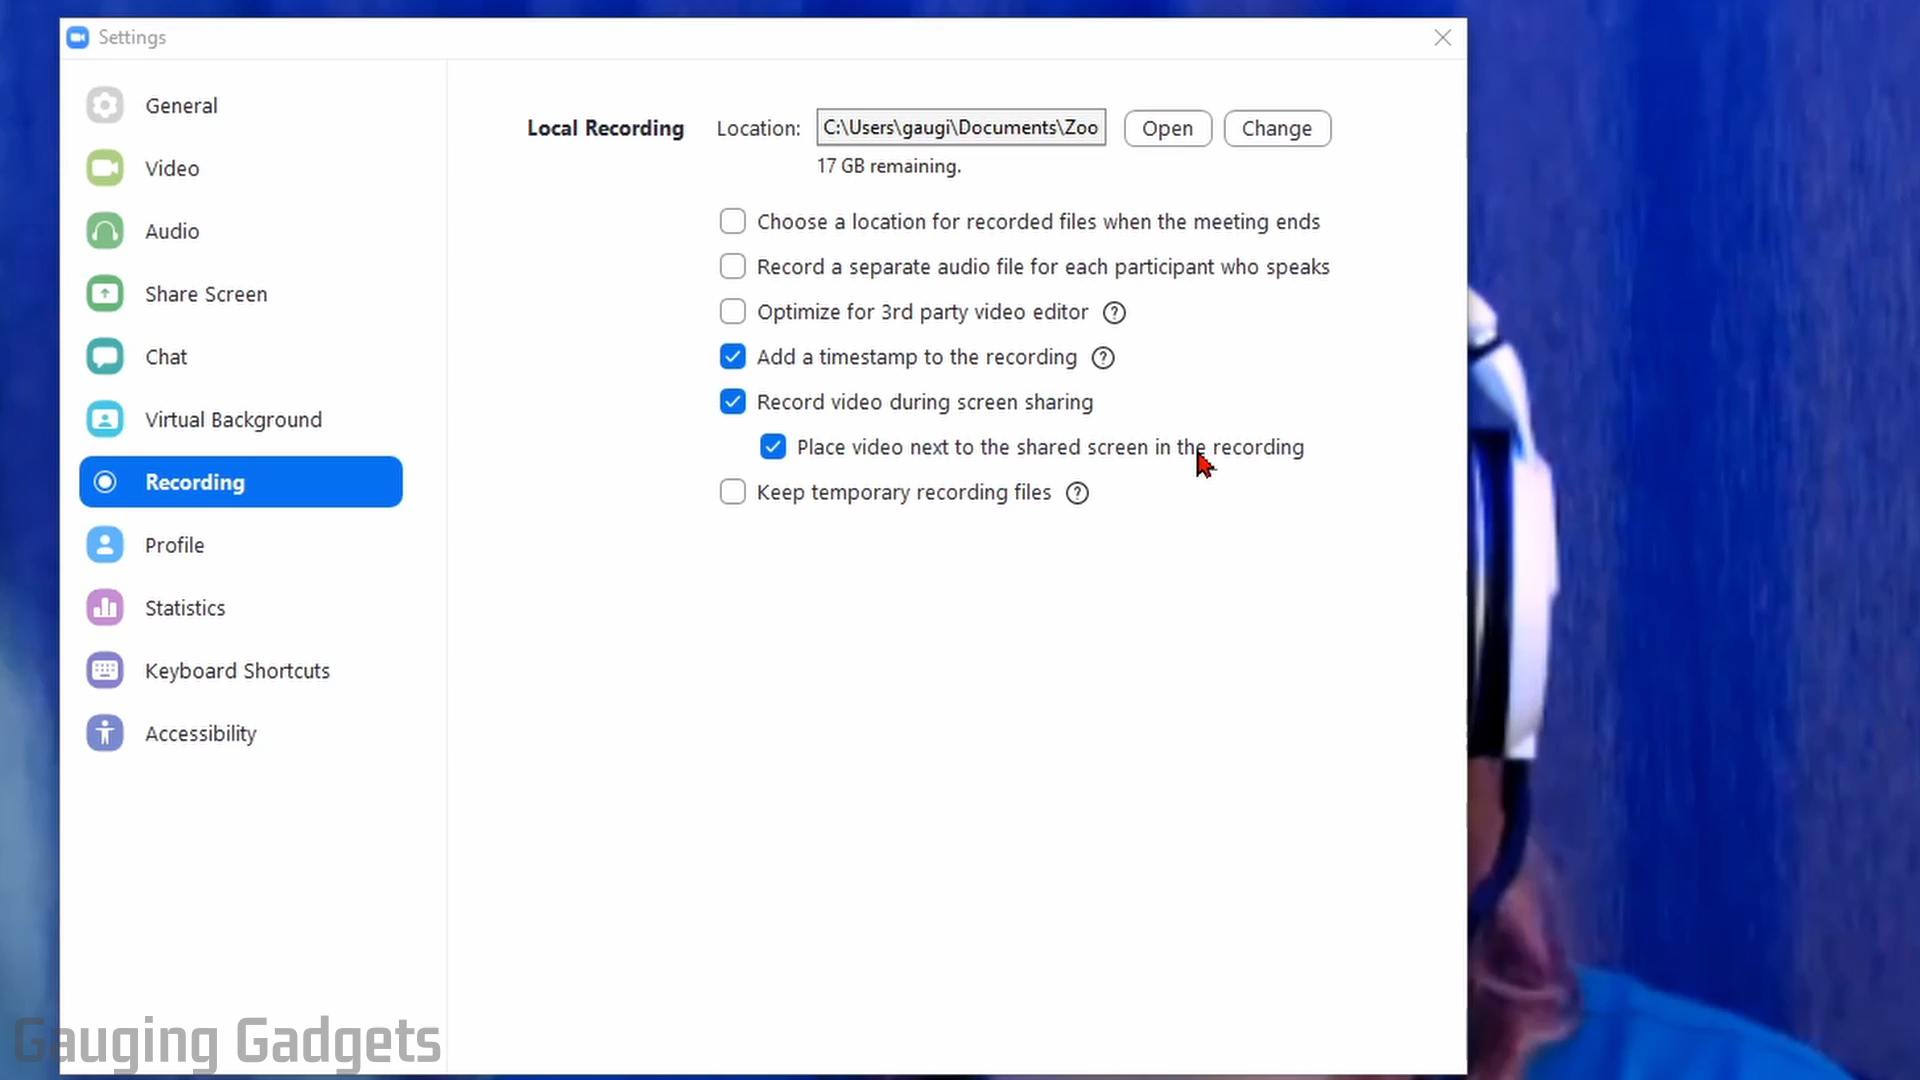 Settings
General
Video
Audio
Share Screen
Chat
Virtual Background
Recording
Profile
Statistics
Keyboard Shortcuts
Accessibility
Local Recording Location: C:\Users\gaugi\Documents\Zoo Open Change
17 GB remaining.
Choose a location for recorded files when the meeting ends
Record a separate audio file for each participant who speaks
Optimize for 3rd party video editor ?
Add a timestamp to the recording ?
Record video during screen sharing
Place video next to the shared screen in the recording
Keep temporary recording files ?
Gauging Gadgets